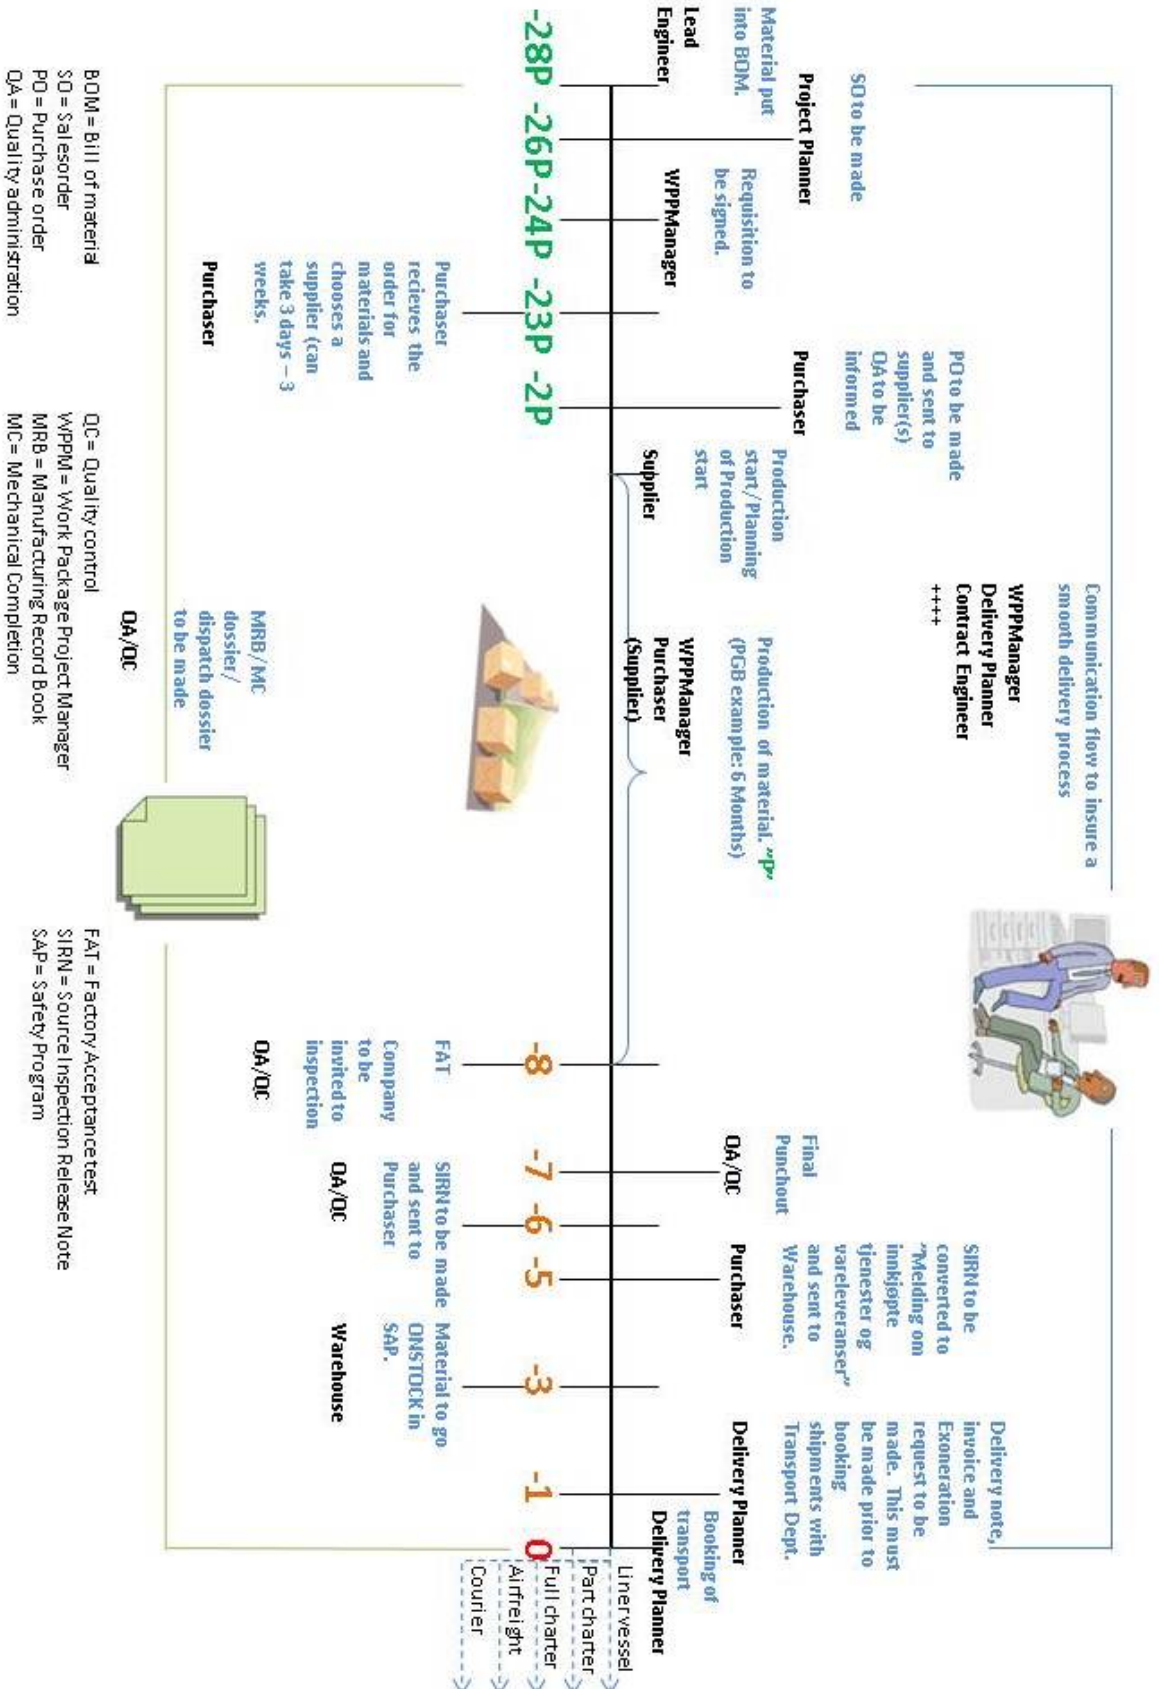 Communication flow to insure a
smooth delivery process
WPPManager
Delivery Planner
Contract Engineer
++++
SO to be made
Project Planner
Material put
into BOM.
Lead
Engineer
Requisition to
be signed.
WPPManager
PO to be made
and sent to
supplier(s)
QA to be
informed
Purchaser
Production
start/Planning
of Production
start
Supplier
Production of material. "P"
(PGB example: 6 Months)
WPPManager
Purchaser
(Supplier)
Final
Punchout
QA/QC
SIRN to be
converted to
"Melding om
innkjøpte
tjenester og
vareleveranser"
and sent to
Warehouse.
Purchaser
Delivery note,
invoice and
Exoneration
request to be
made. This must
be made prior to
booking
shipments with
Transport Dept.
Delivery Planner
Booking of
transport
Delivery Planner
-28P -26P -24P -23P -2P -8 -7 -6 -5 -3 -1 0
Liner vessel
Part charter
Full charter
Airfreight
Courier
Purchaser
recieves the
order for
materials and
chooses a
supplier (can
take 3 days – 3
weeks.
Purchaser
MRB/MC
dossier/
dispatch dossier
to be made
QA/QC
FAT
Company
to be
invited to
inspection
QA/QC
SIRN to be made
and sent to
Purchaser
QA/QC
Material to go
ONSTOCK in
SAP.
Warehouse
BOM = Bill of material
SO = Salesorder
PO = Purchase order
QA = Quality administration
QC = Quality control
WPPM = Work Package Project Manager
MRB = Manufacturing Record Book
MC = Mechanical Completion
FAT = Factory Acceptance test
SIRN = Source Inspection Release Note
SAP = Safety Program